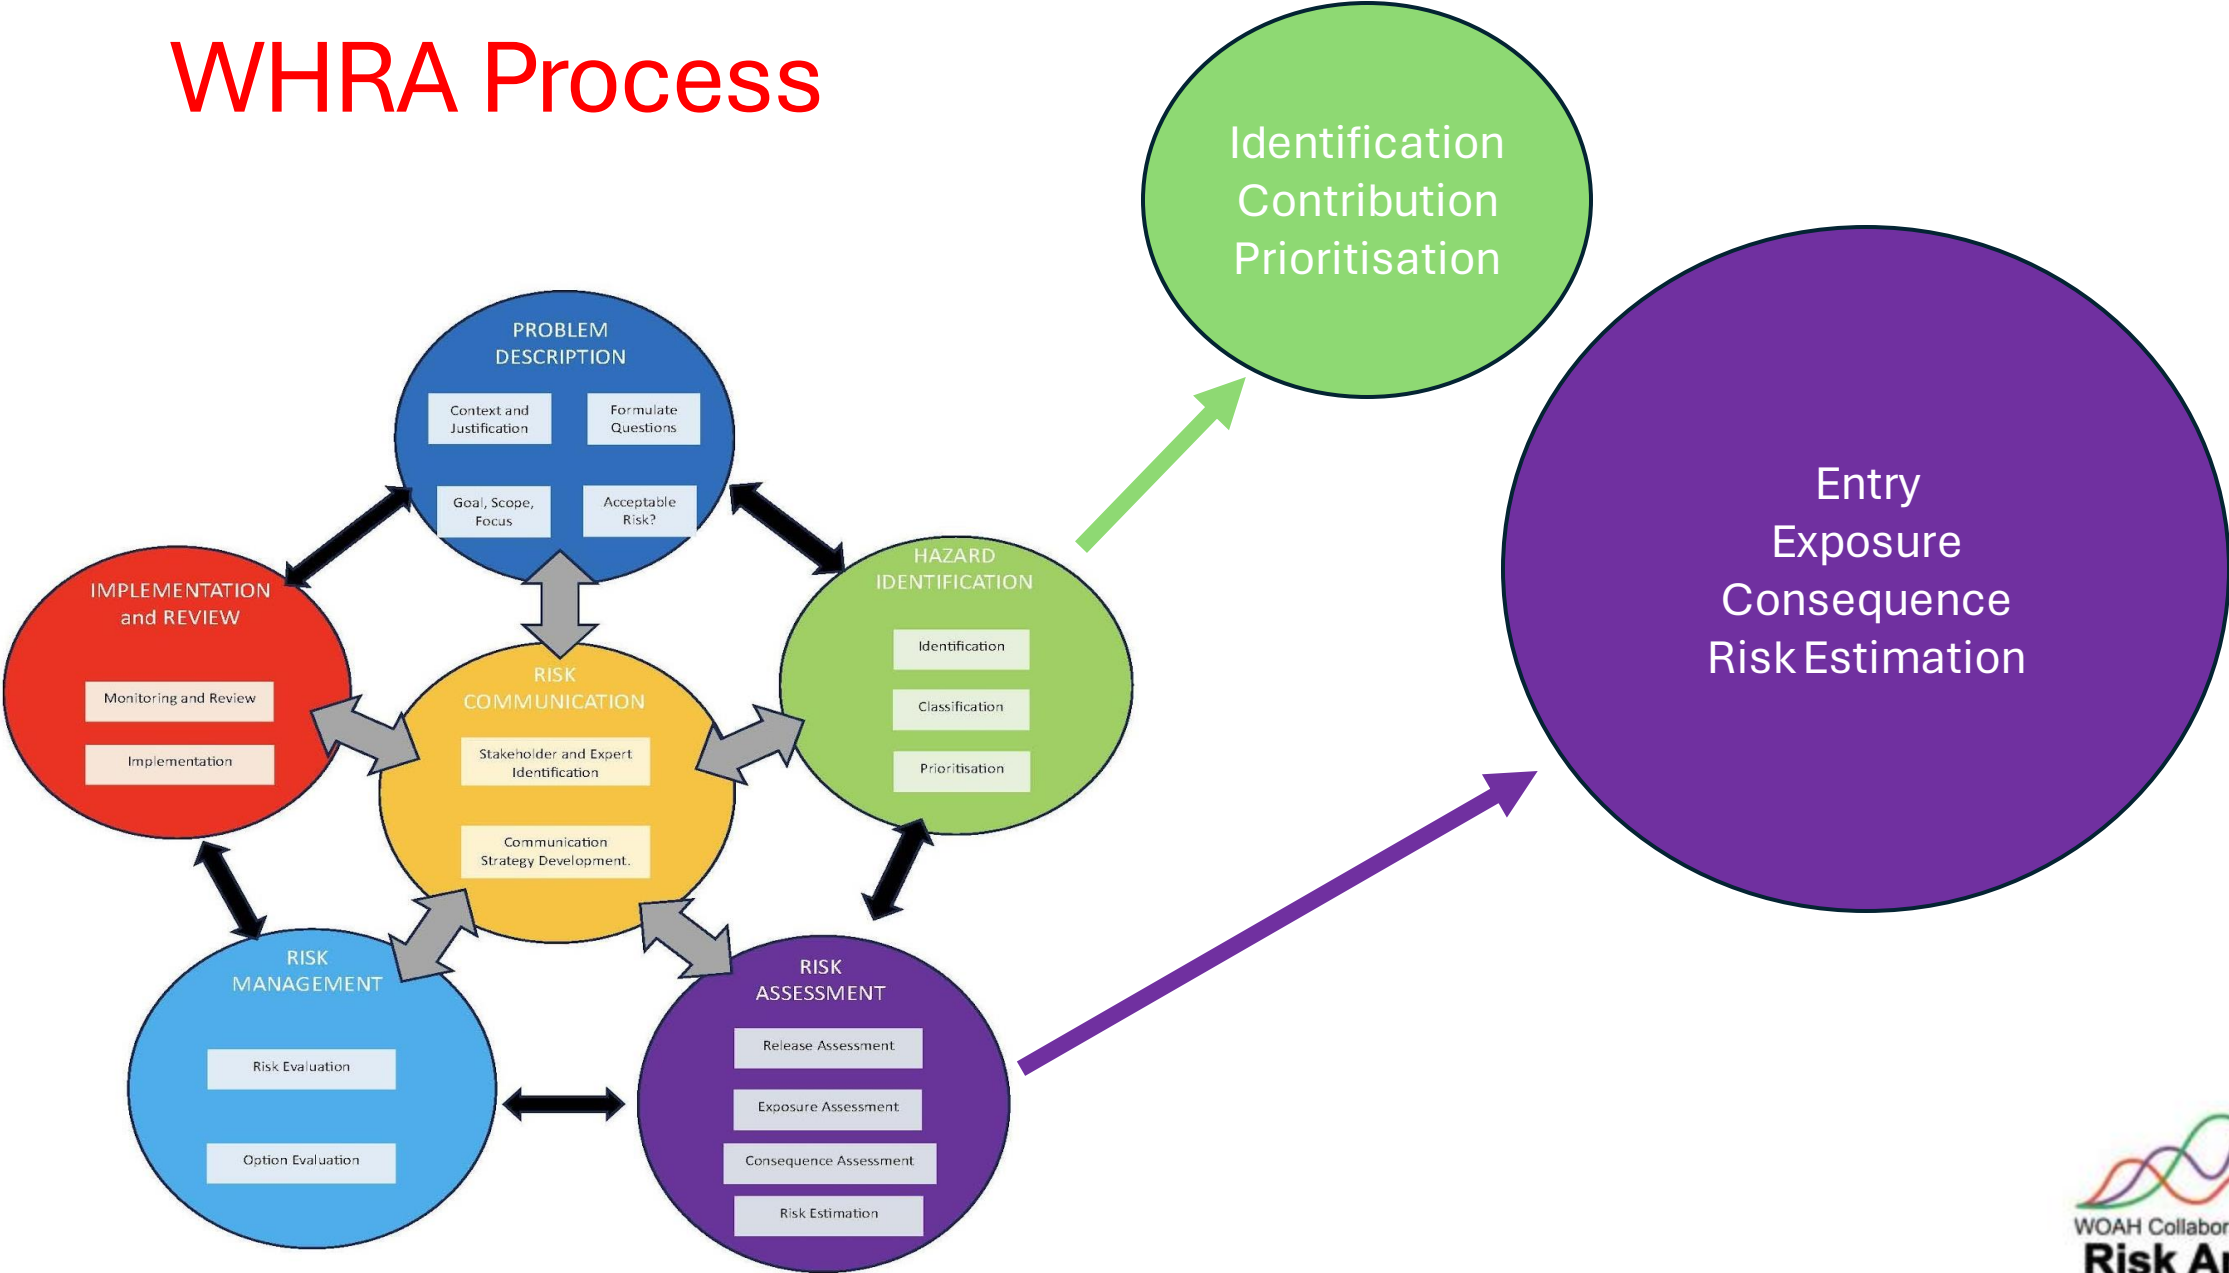 WHRA Process
Identification
Contribution
Prioritisation
Entry
Exposure
Consequence
Risk Estimation
PROBLEM
DESCRIPTION
Context and
Justification
Formulate
Questions
Goal, Scope,
Focus
Acceptable
Risk?
HAZARD
IDENTIFICATION
Identification
Classification
Prioritisation
IMPLEMENTATION
and REVIEW
Monitoring and Review
Implementation
RISK
COMMUNICATION
Stakeholder and Expert
Identification
Communication
Strategy Development.
RISK
MANAGEMENT
Risk Evaluation
Option Evaluation
RISK
ASSESSMENT
Release Assessment
Exposure Assessment
Consequence Assessment
Risk Estimation
WOAH
Risk